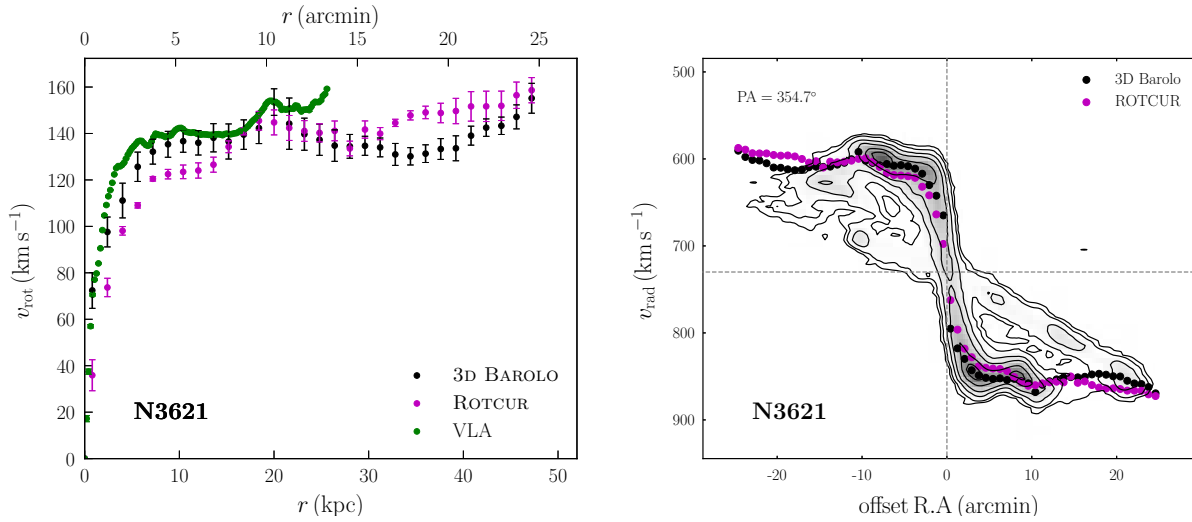 r (arcmin)
0 5 10 15 20 25
160
140
120
100
80
60
40
20
0
v_rot (km s⁻¹)
3D BAROLO
ROTCUR
VLA
N3621
0 10 20 30 40 50
r (kpc)
500
600
700
800
900
v_rad (km s⁻¹)
PA = 354.7°
3D Barolo
ROTCUR
N3621
-20 -10 0 10 20
offset R.A (arcmin)